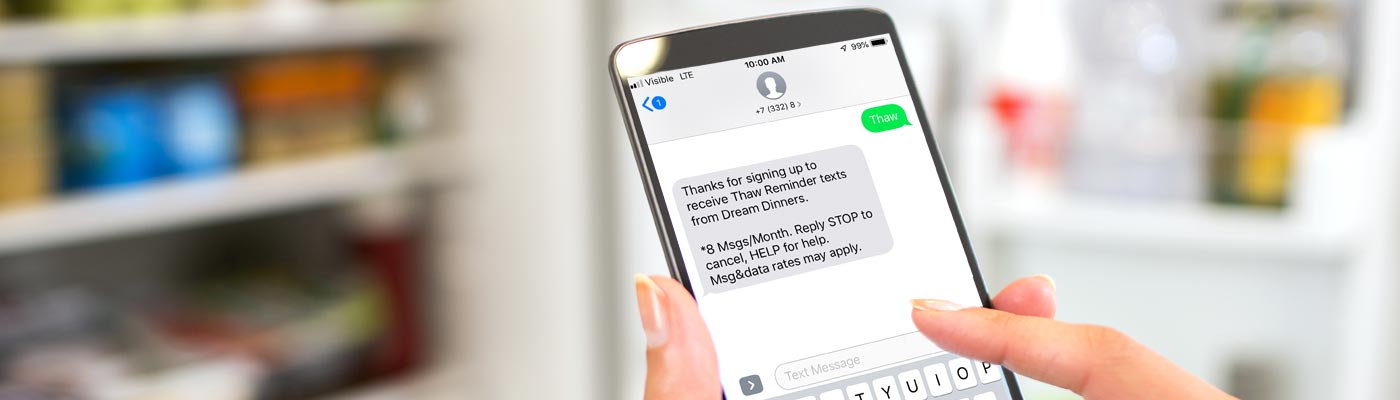 Visible LTE
10:00 AM
99%
1
+7 (332) 8 >
Thaw
Thanks for signing up to
receive Thaw Reminder texts
from Dream Dinners.
*8 Msgs/Month. Reply STOP to
cancel, HELP for help.
Msg&data rates may apply.
Text Message
T Y U I O P